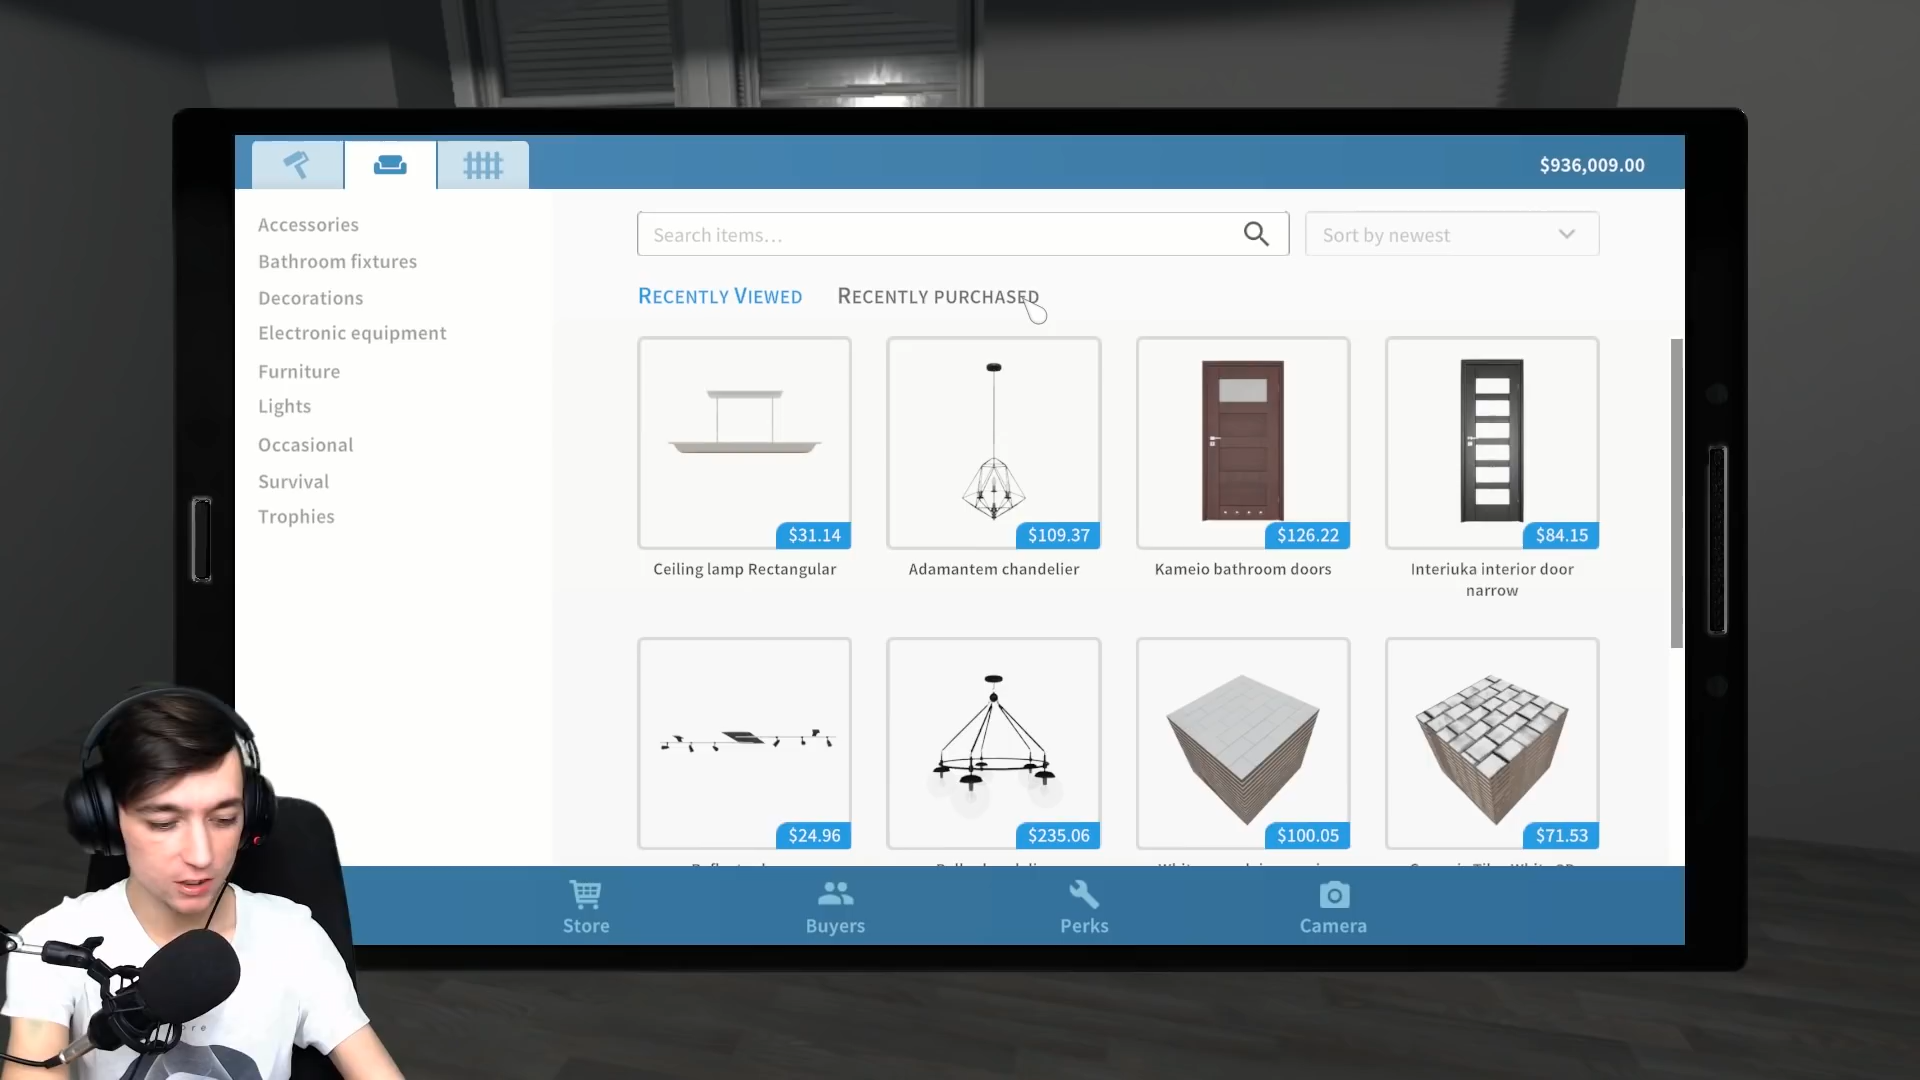 $936,009.00
Search items...
Sort by newest
Accessories
Bathroom fixtures
Decorations
Electronic equipment
Furniture
Lights
Occasional
Survival
Trophies
RECENTLY VIEWED
RECENTLY PURCHASED
$31.14
$109.37
$126.22
$84.15
Ceiling lamp Rectangular
Adamantem chandelier
Kameio bathroom doors
Interiuka interior door
narrow
$24.96
$235.06
$100.05
$71.53
Store
Buyers
Perks
Camera